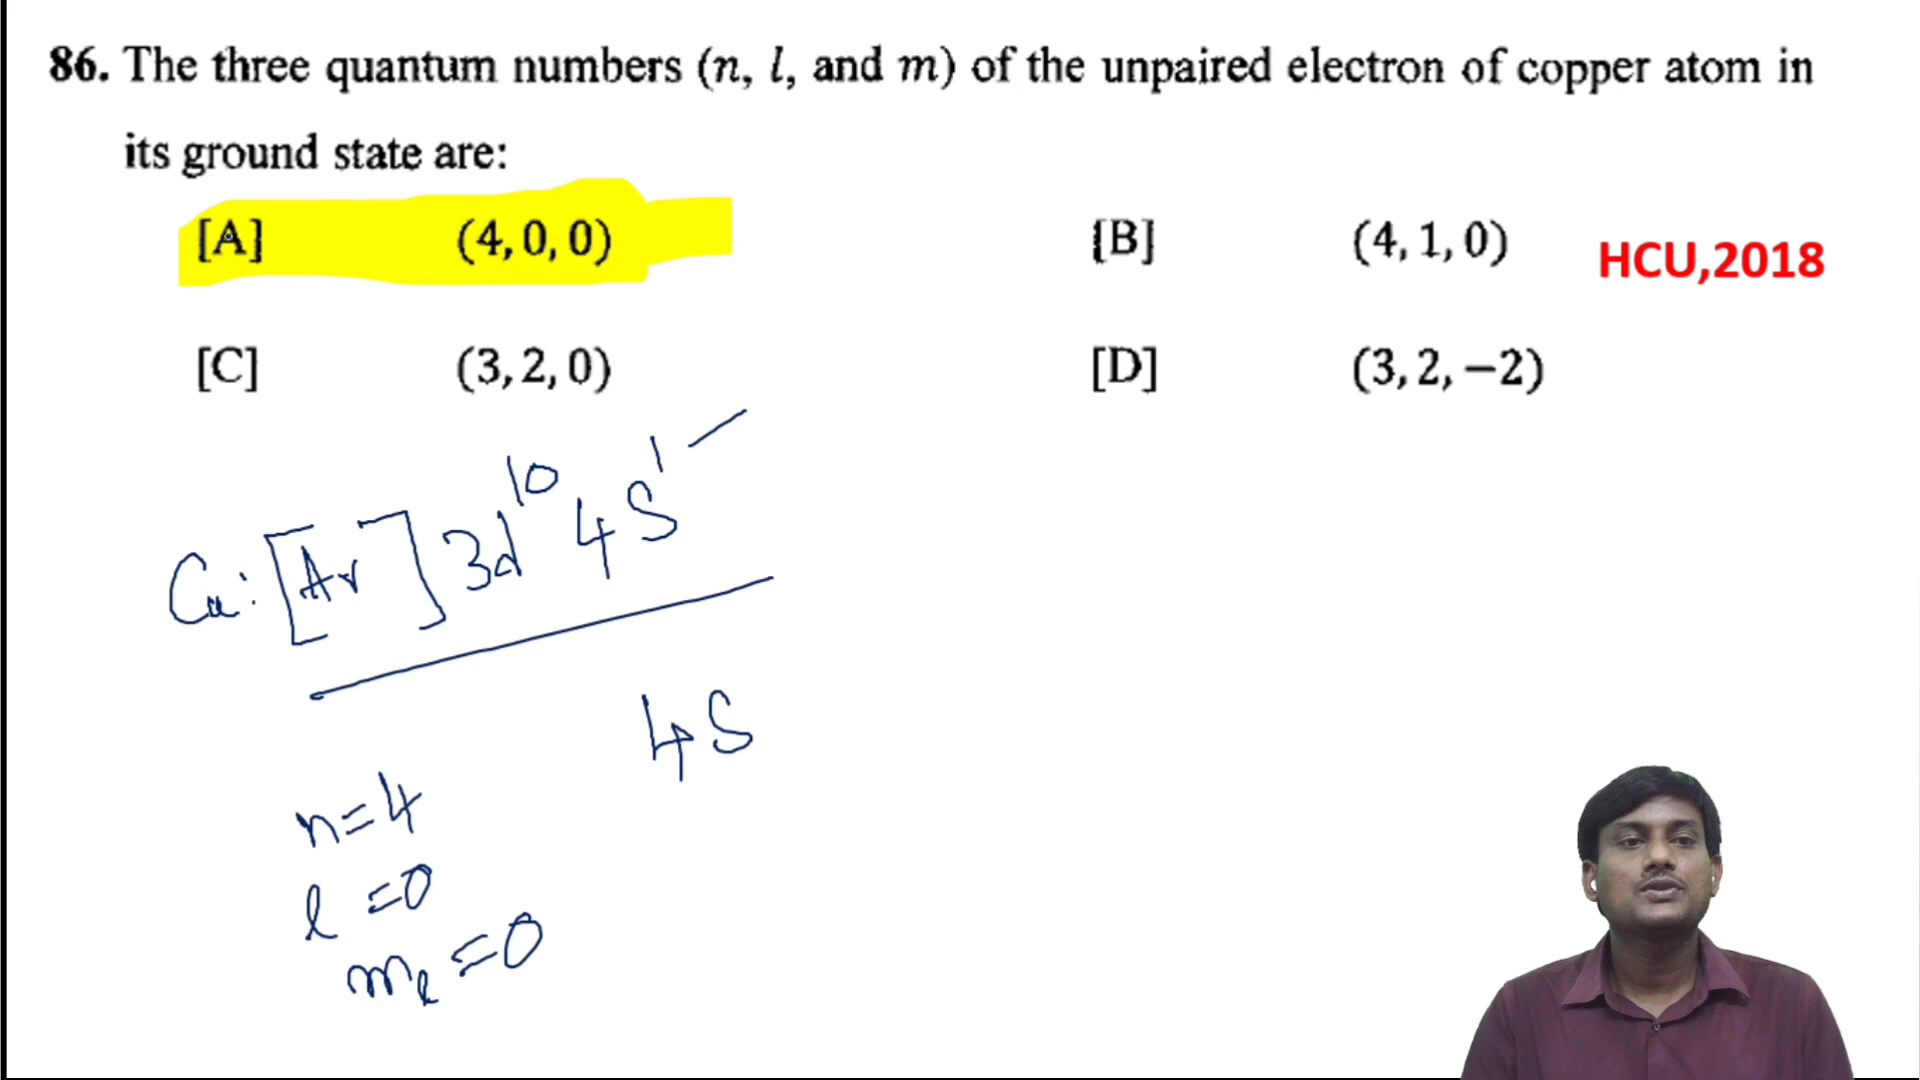 86. The three quantum numbers (n, l, and m) of the unpaired electron of copper atom in
its ground state are:
[A] (4, 0, 0) [B] (4, 1, 0)
HCU,2018
[C] (3, 2, 0) [D] (3, 2, −2)
Cu: [Ar] 3d¹⁰ 4S¹
4S
n=4
l =0
mₗ =0